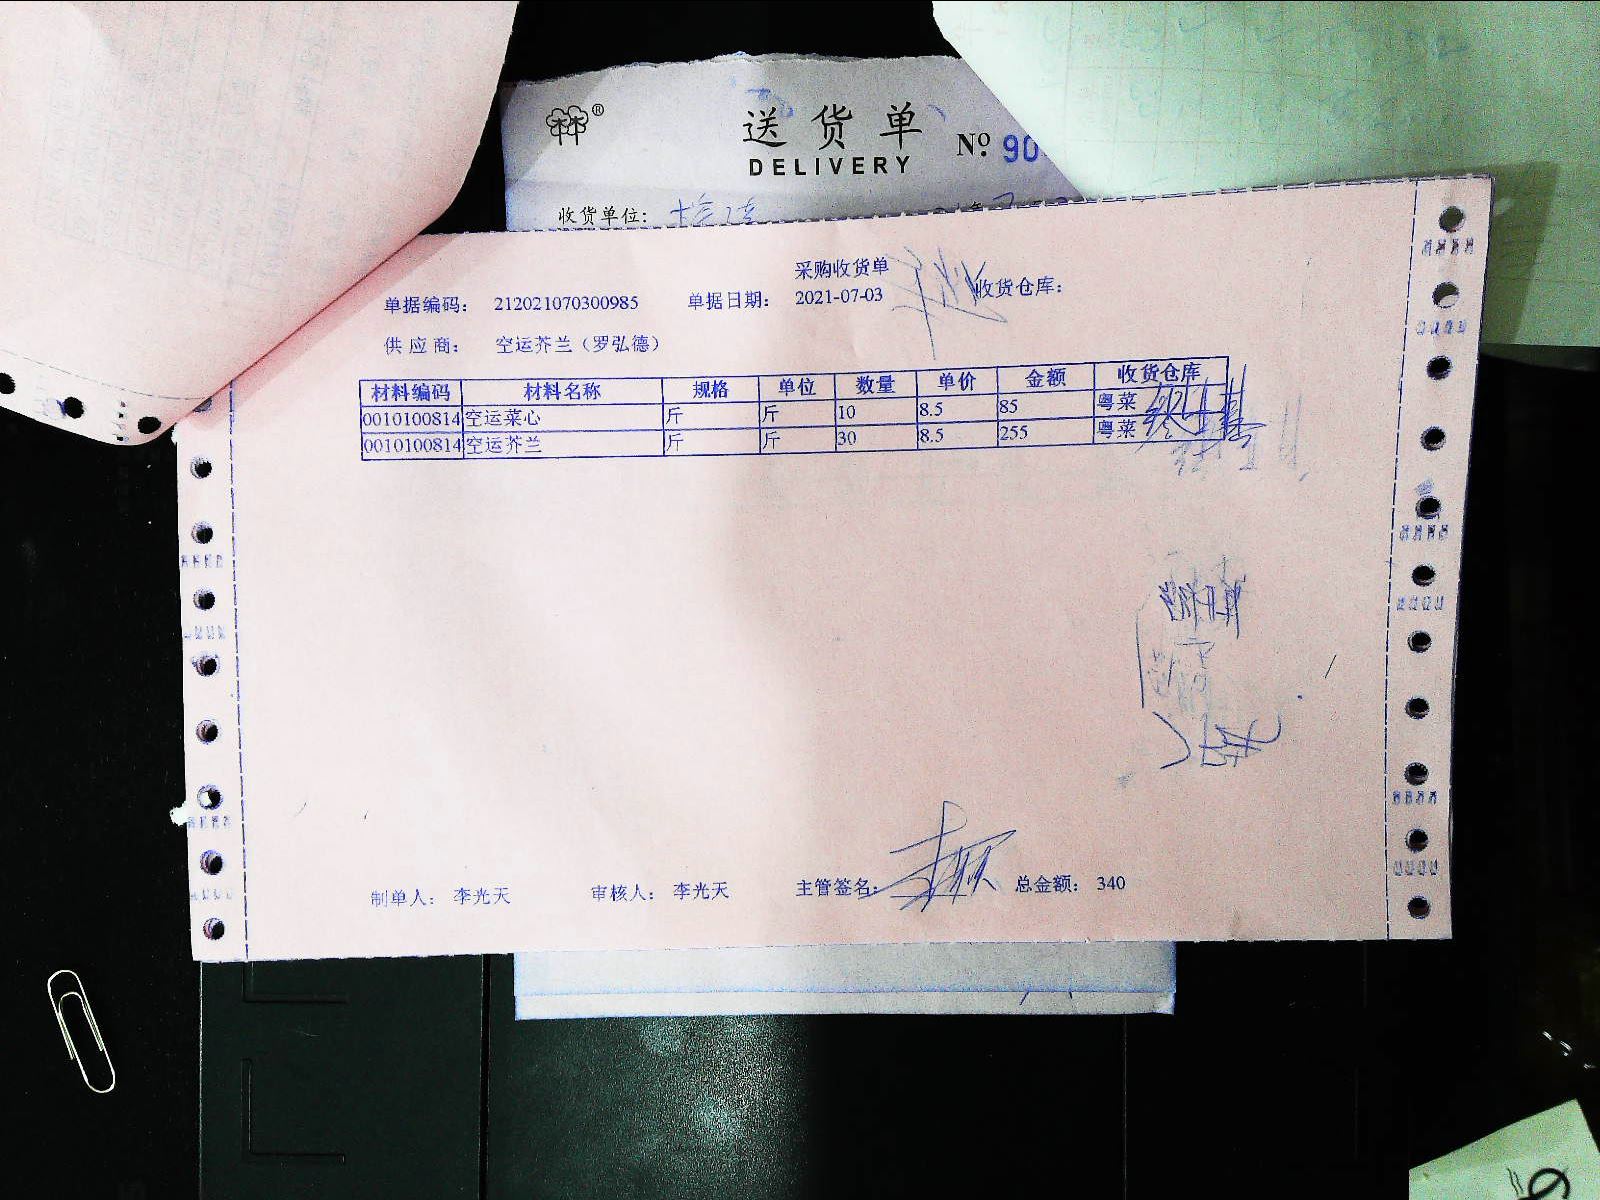 送货单
DELIVERY
№ 90
收货单位:
采购收货单
单据编码: 212021070300985 单据日期: 2021-07-03 收货仓库:
供应商: 空运芥兰（罗弘德）
材料编码 材料名称 规格 单位 数量 单价 金额 收货仓库
0010100814 空运菜心 斤 斤 10 8.5 85 粤菜
0010100814 空运芥兰 斤 斤 30 8.5 255 粤菜
制单人: 李光天 审核人: 李光天 主管签名: 总金额: 340